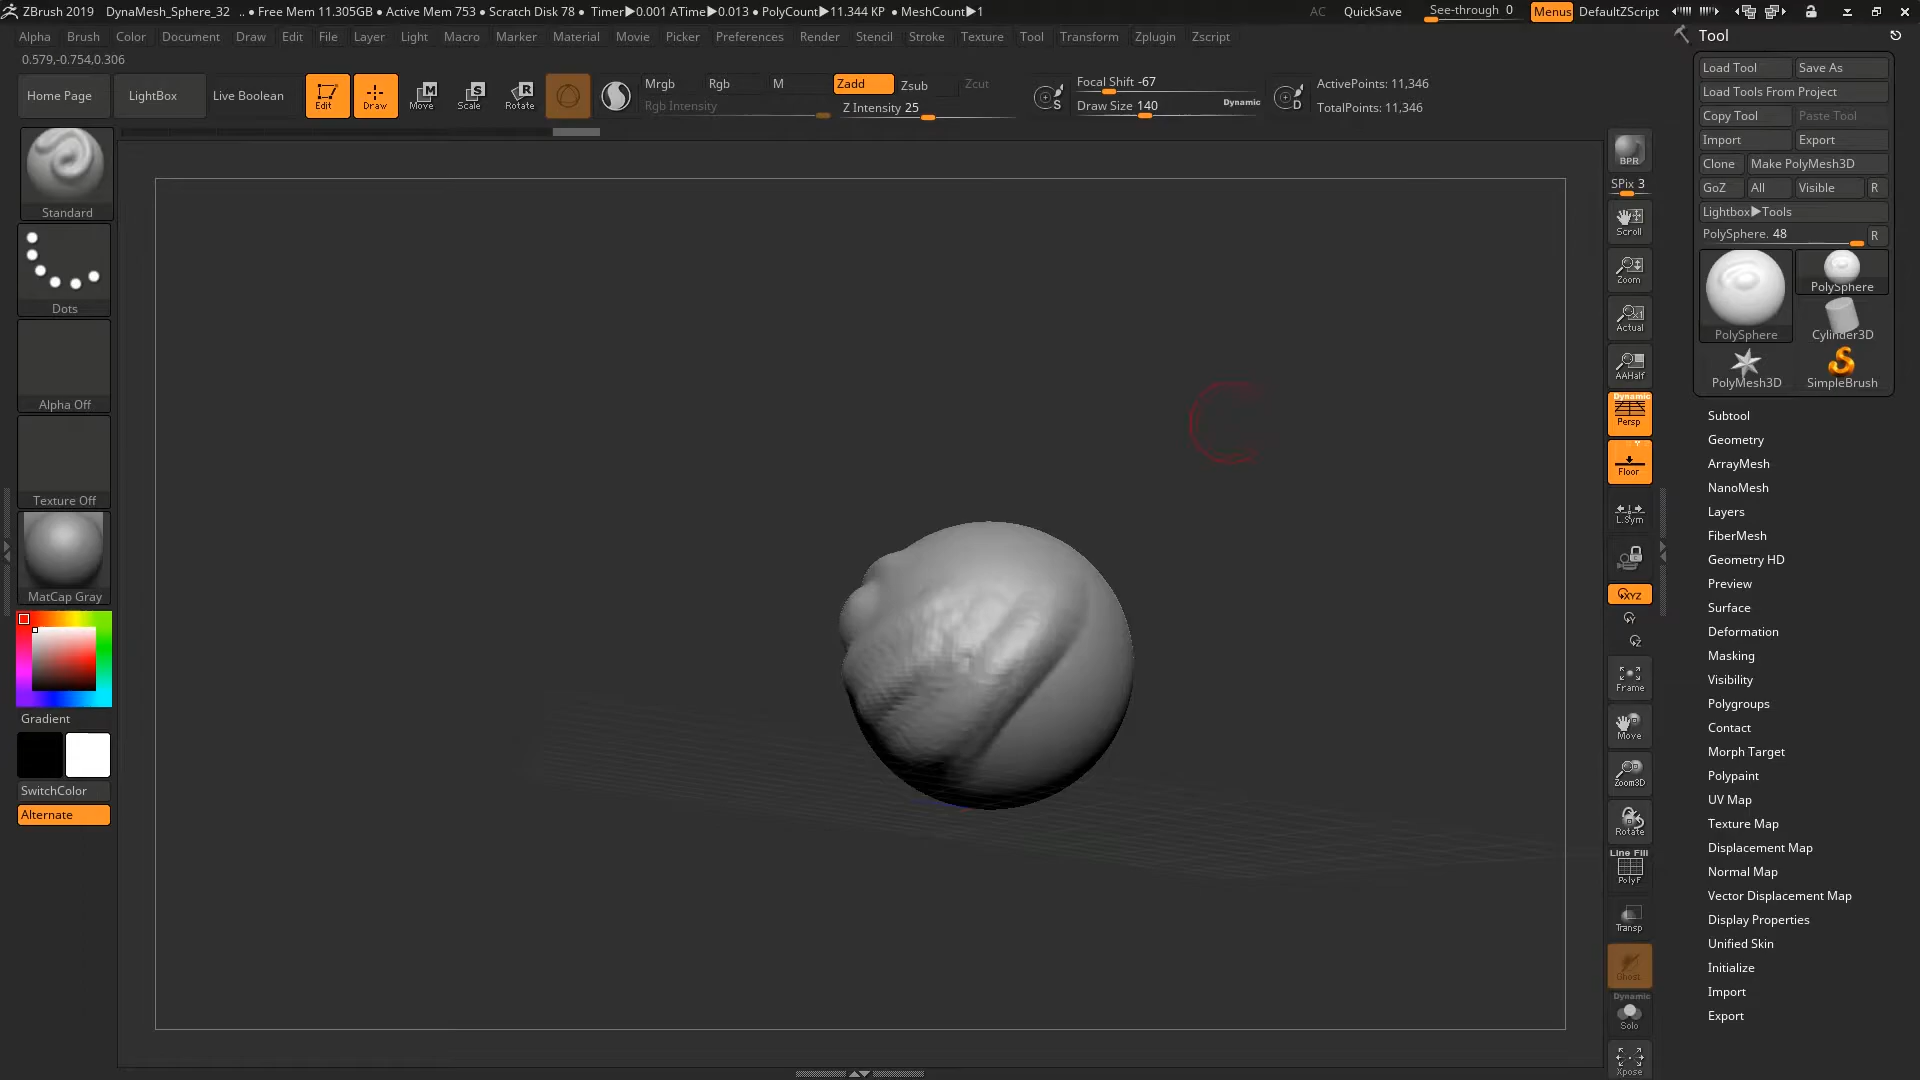 ZBrush 2019 DynaMesh_Sphere_32 .. ● Free Mem 11.305GB ● Active Mem 753 ● Scratch Disk 78 ● Timer▶0.001 ATime▶0.013 ● PolyCount▶11.344 KP ● MeshCount▶1 AC QuickSave See-through 0 Menus DefaultZScript
Alpha Brush Color Document Draw Edit File Layer Light Macro Marker Material Movie Picker Preferences Render Stencil Stroke Texture Tool Transform Zplugin Zscript
Tool
0.579,-0.754,0.306
Home Page LightBox Live Boolean Edit Draw Move Scale Rotate
Mrgb Rgb M Zadd Zsub Zcut
Rgb Intensity Z Intensity 25
Focal Shift -67
Draw Size 140 Dynamic
ActivePoints: 11,346
TotalPoints: 11,346
Standard
Dots
Alpha Off
Texture Off
MatCap Gray
Gradient
SwitchColor
Alternate
BPR
SPix 3
Scroll
Zoom
Actual
AAHalf
Dynamic
Persp
Floor
L.Sym
XYZ
Y
Z
Frame
Move
Zoom3D
Rotate
Line Fill
PolyF
Transp
Ghost
Dynamic
Solo
Xpose
Load Tool Save As
Load Tools From Project
Copy Tool Paste Tool
Import Export
Clone Make PolyMesh3D
GoZ All Visible R
Lightbox▶Tools
PolySphere. 48 R
PolySphere
PolySphere Cylinder3D
PolyMesh3D SimpleBrush
Subtool
Geometry
ArrayMesh
NanoMesh
Layers
FiberMesh
Geometry HD
Preview
Surface
Deformation
Masking
Visibility
Polygroups
Contact
Morph Target
Polypaint
UV Map
Texture Map
Displacement Map
Normal Map
Vector Displacement Map
Display Properties
Unified Skin
Initialize
Import
Export